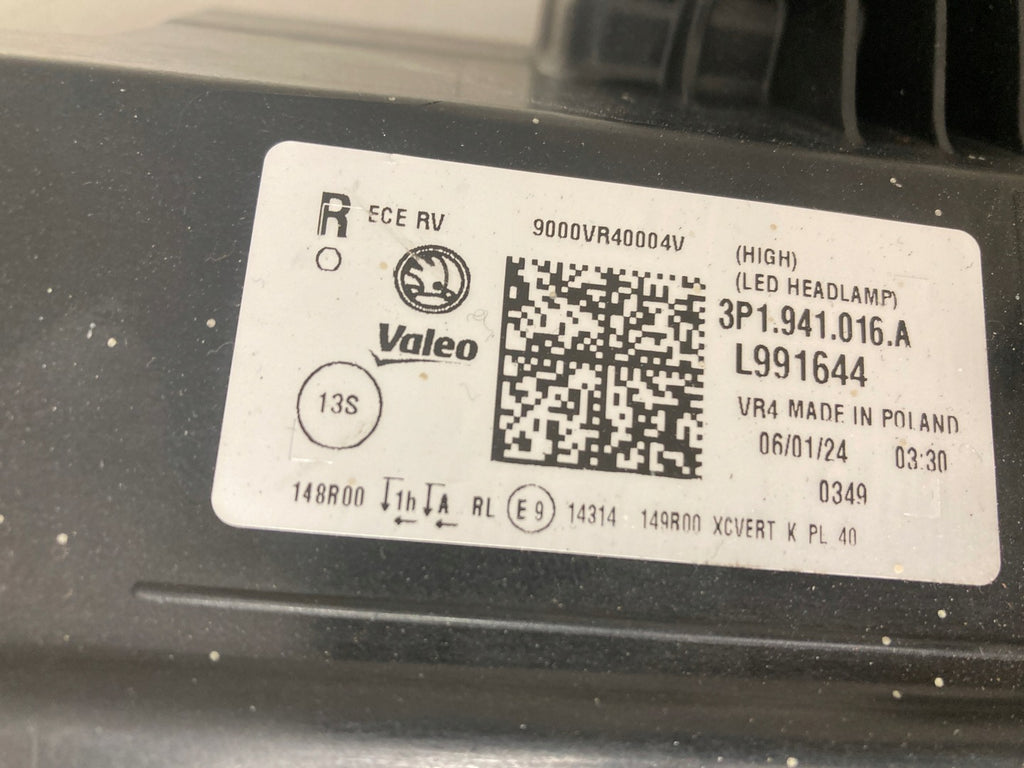 R ECE RV
9000VR40004V
(HIGH)
(LED HEADLAMP)
3P1.941.016.A
L991644
Valeo
13S
VR4 MADE IN POLAND
06/01/24 03:30
0349
148R00 1h A RL E9 14314 149R00 XCVERT K PL 40